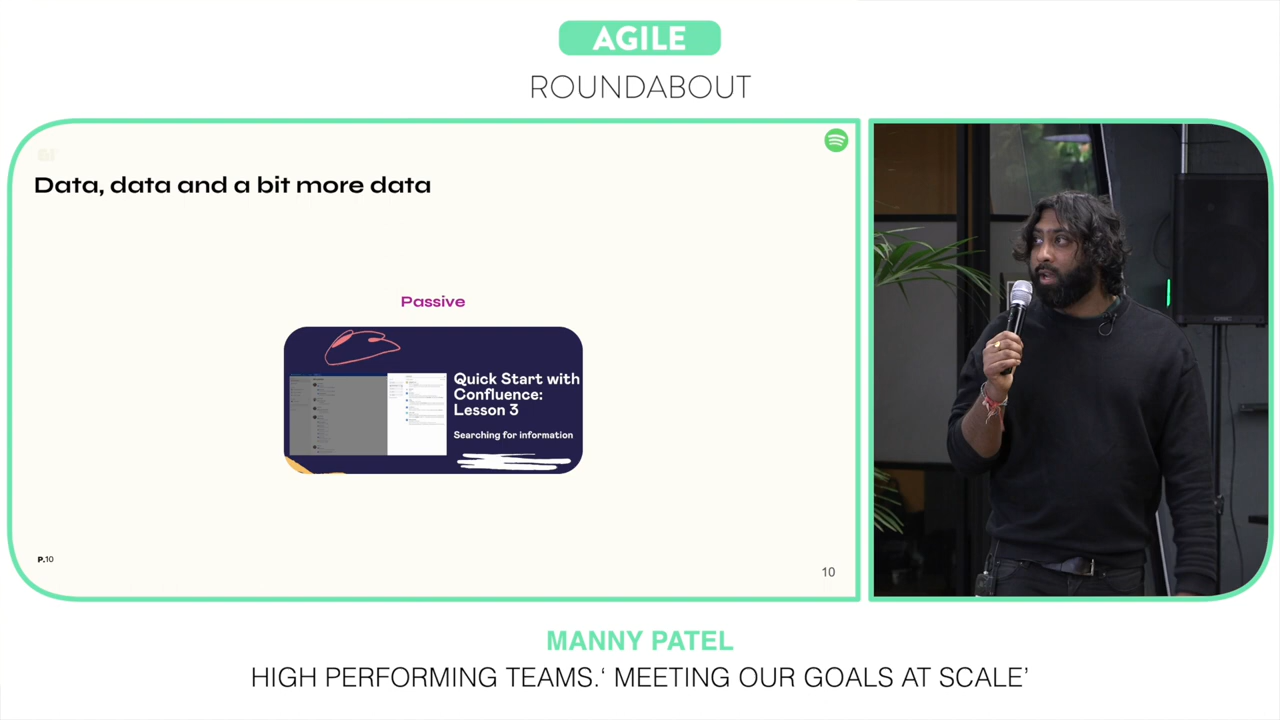 AGILE
ROUNDABOUT
Data, data and a bit more data
Passive
Quick Start with
Confluence:
Lesson 3
Searching for information
P.10
10
MANNY PATEL
HIGH PERFORMING TEAMS.‘ MEETING OUR GOALS AT SCALE’